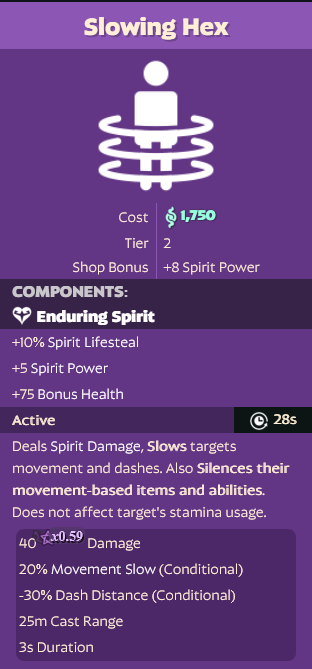 Slowing Hex
Cost 1,750
Tier 2
Shop Bonus +8 Spirit Power
COMPONENTS:
Enduring Spirit
+10% Spirit Lifesteal
+5 Spirit Power
+75 Bonus Health
Active 28s
Deals Spirit Damage, Slows targets
movement and dashes. Also Silences their
movement-based items and abilities.
Does not affect target's stamina usage.
40 x0.59 Damage
20% Movement Slow (Conditional)
-30% Dash Distance (Conditional)
25m Cast Range
3s Duration